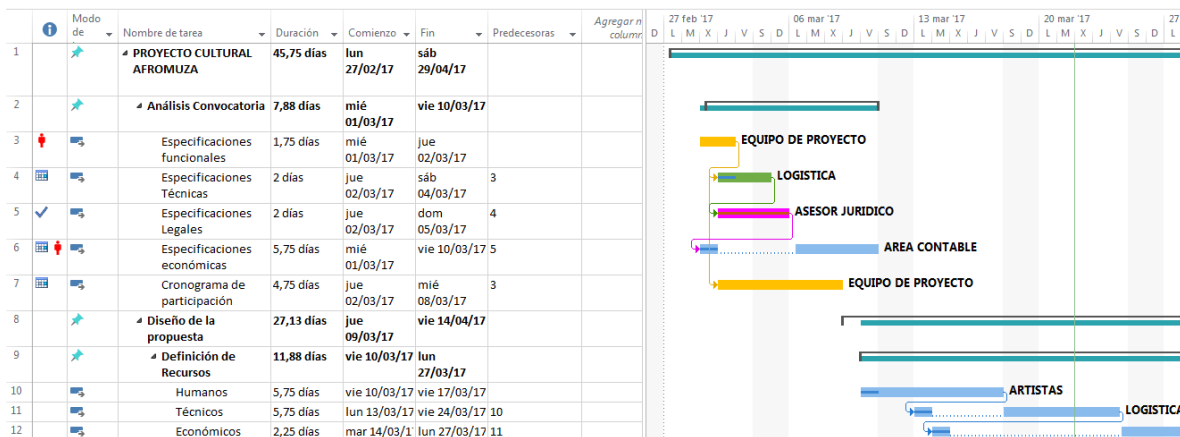 Modo de
Nombre de tarea
Duración
Comienzo
Fin
Predecesoras
Agregar n
column
27 feb '17
06 mar '17
13 mar '17
20 mar '17
27
D L M X J V S D L M X J V S D L M X J V S D L M X J V S D L
1 PROYECTO CULTURAL 45,75 días lun sáb
AFROMUZA 27/02/17 29/04/17
2 Análisis Convocatoria 7,88 días mié vie 10/03/17
01/03/17
3 Especificaciones 1,75 días mié jue EQUIPO DE PROYECTO
funcionales 01/03/17 02/03/17
4 Especificaciones 2 días jue sáb 3 LOGISTICA
Técnicas 02/03/17 04/03/17
5 Especificaciones 2 días jue dom 4 ASESOR JURIDICO
Legales 02/03/17 05/03/17
6 Especificaciones 5,75 días mié vie 10/03/17 5 AREA CONTABLE
económicas 01/03/17
7 Cronograma de 4,75 días jue mié 3 EQUIPO DE PROYECTO
participación 02/03/17 08/03/17
8 Diseño de la 27,13 días jue vie 14/04/17
propuesta 09/03/17
9 Definición de 11,88 días vie 10/03/17 lun
Recursos 27/03/17
10 Humanos 5,75 días vie 10/03/17 vie 17/03/17 ARTISTAS
11 Técnicos 5,75 días lun 13/03/17 vie 24/03/17 10 LOGISTICA
12 Económicos 2,25 días mar 14/03/1 lun 27/03/17 11